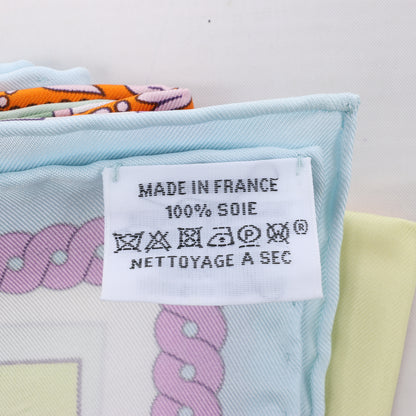 MADE IN FRANCE
100% SOIE
®
NETTOYAGE A SEC